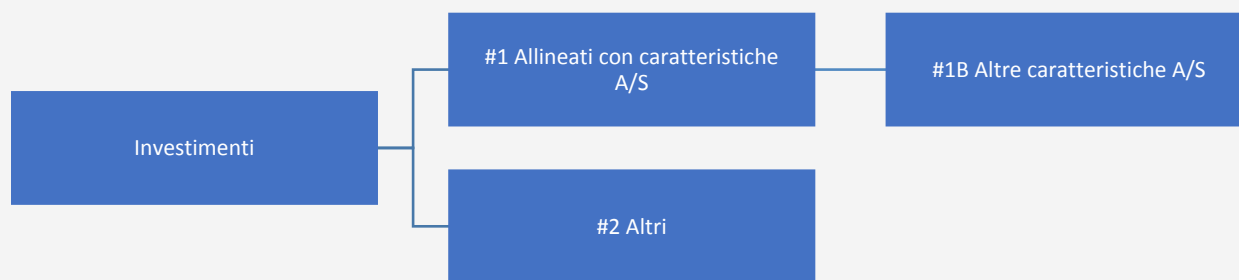 #1 Allineati con caratteristiche
A/S
#1B Altre caratteristiche A/S
Investimenti
#2 Altri